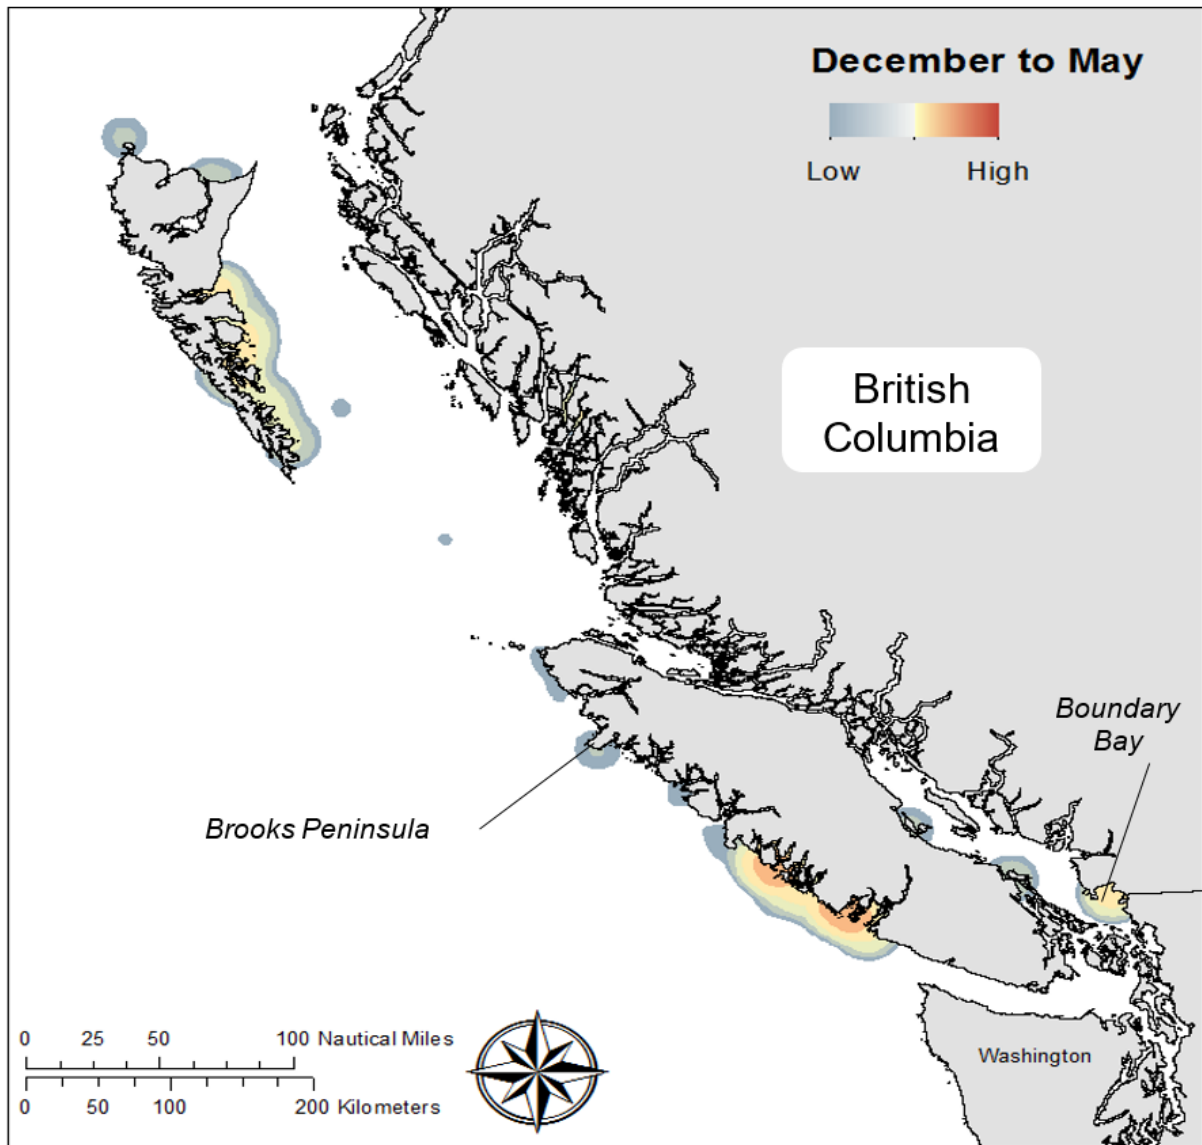 December to May
Low High
British
Columbia
Boundary
Bay
Brooks Peninsula
0 25 50 100 Nautical Miles
0 50 100 200 Kilometers
Washington